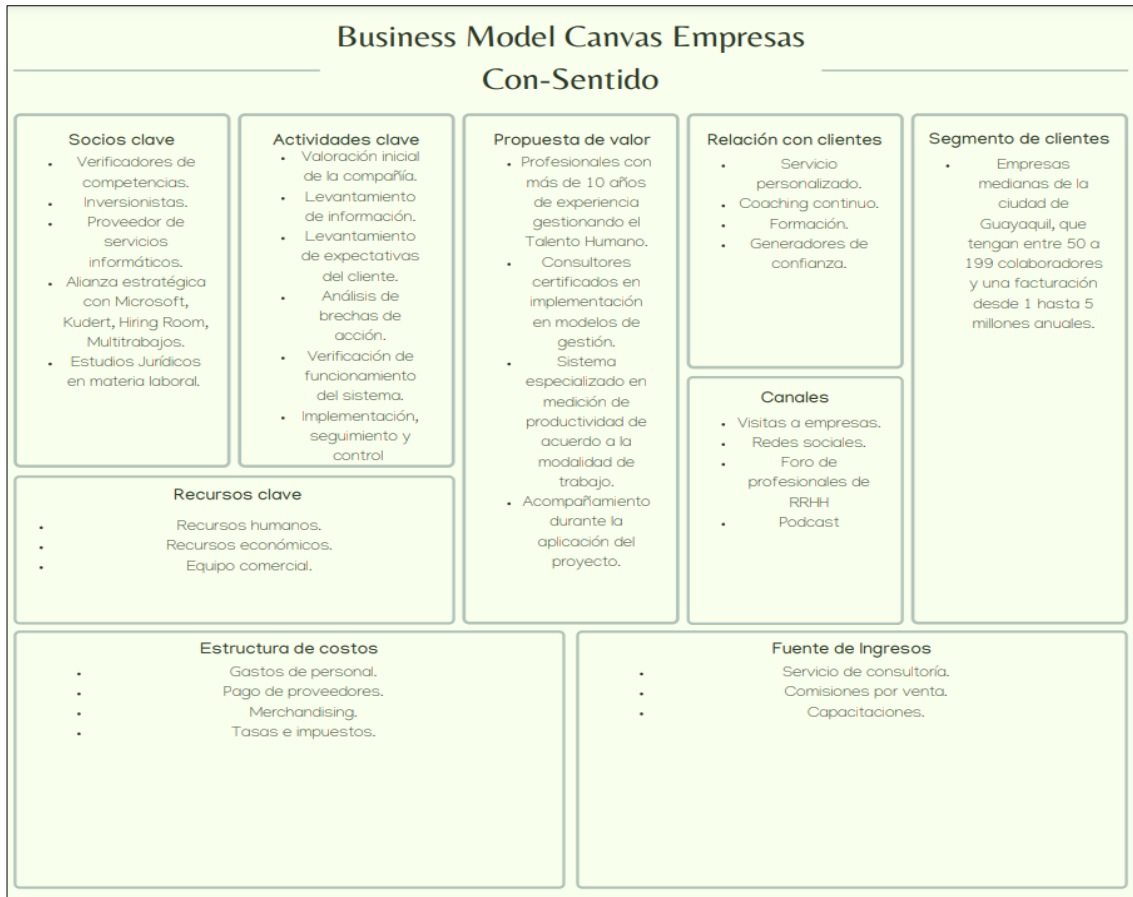 Business Model Canvas Empresas
Con-Sentido
Socios clave
• Verificadores de
competencias.
• Inversionistas.
• Proveedor de
servicios
informáticos.
• Alianza estratégica
con Microsoft,
Kudert, Hiring Room,
Multitrabajos.
• Estudios Jurídicos
en materia laboral.
Actividades clave
• Valoración inicial
de la compañía.
• Levantamiento
de información.
• Levantamiento
de expectativas
del cliente.
• Análisis de
brechas de
acción.
• Verificación de
funcionamiento
del sistema.
• Implementación,
seguimiento y
control
Recursos clave
• Recursos humanos.
• Recursos económicos.
• Equipo comercial.
Propuesta de valor
• Profesionales con
más de 10 años
de experiencia
gestionando el
Talento Humano.
• Consultores
certificados en
implementación
en modelos de
gestión.
• Sistema
especializado en
medición de
productividad de
acuerdo a la
modalidad de
trabajo.
• Acompañamiento
durante la
aplicación del
proyecto.
Relación con clientes
• Servicio
personalizado.
• Coaching continuo.
• Formación.
• Generadores de
confianza.
Canales
• Visitas a empresas.
• Redes sociales.
• Foro de
profesionales de
RRHH
• Podcast
Segmento de clientes
• Empresas
medianas de la
ciudad de
Guayaquil, que
tengan entre 50 a
199 colaboradores
y una facturación
desde 1 hasta 5
millones anuales.
Estructura de costos
• Gastos de personal.
• Pago de proveedores.
• Merchandising.
• Tasas e impuestos.
Fuente de Ingresos
• Servicio de consultoría.
• Comisiones por venta.
• Capacitaciones.